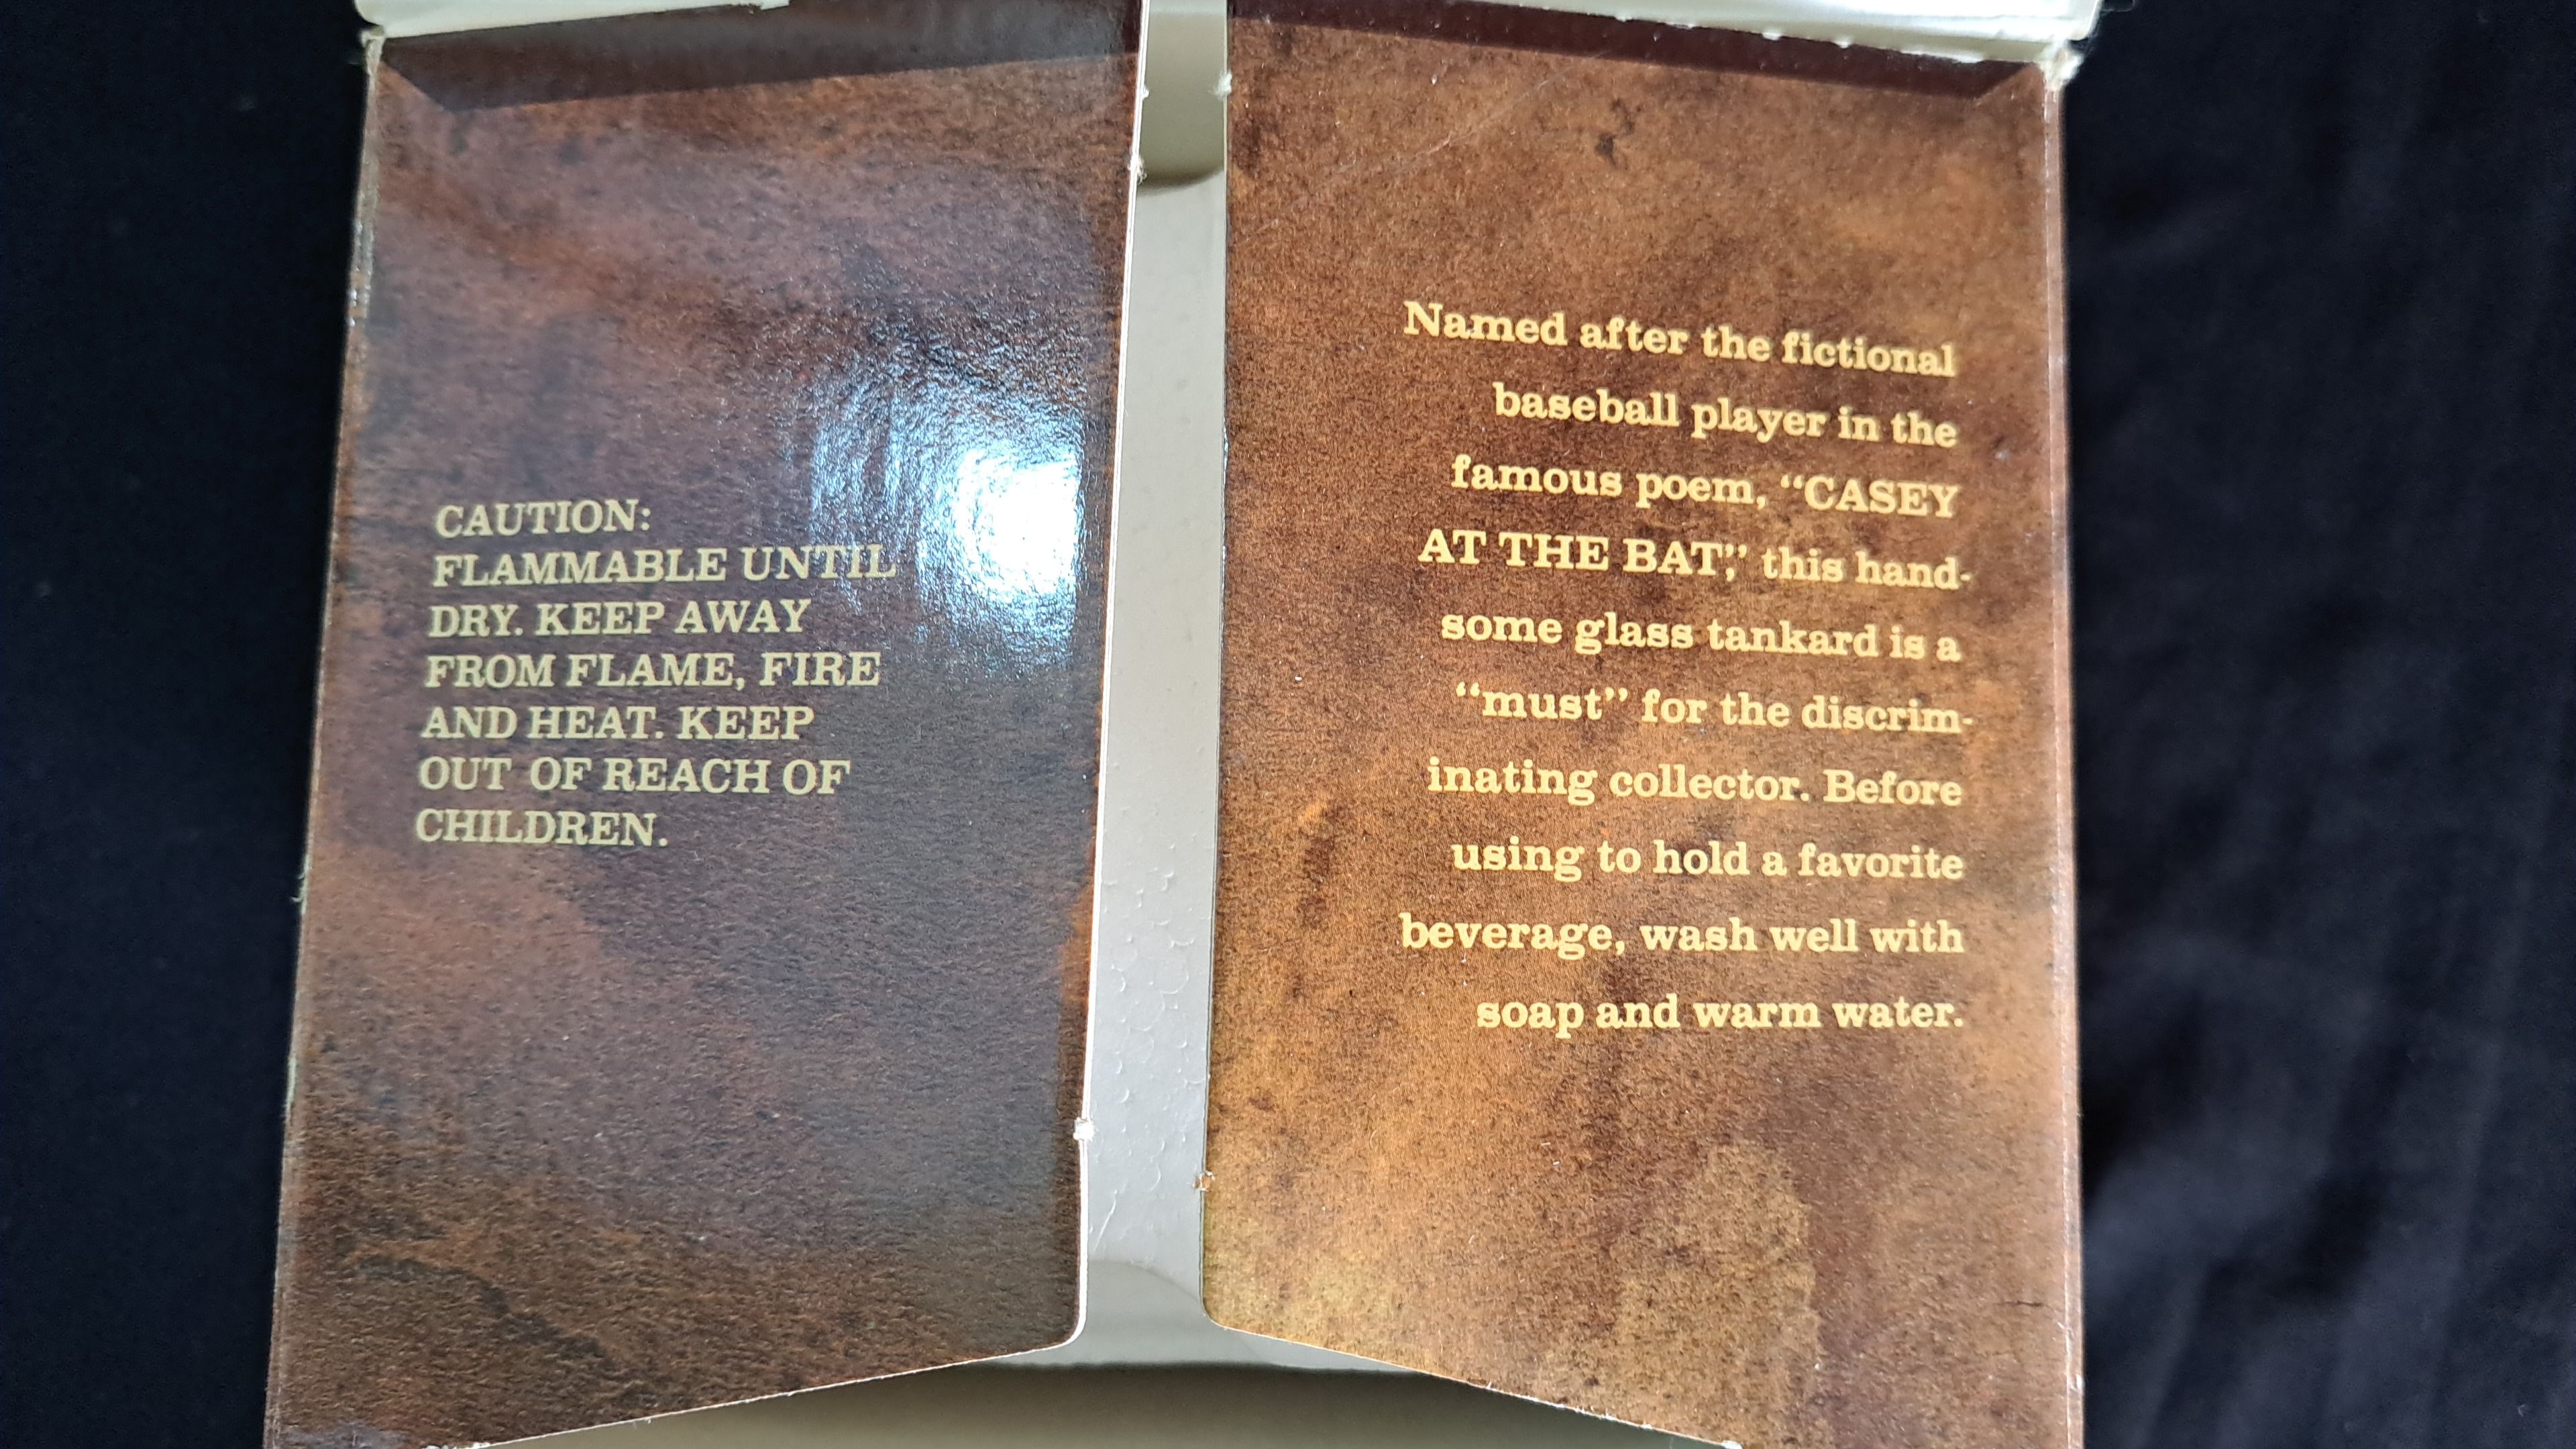 CAUTION:
FLAMMABLE UNTIL
DRY. KEEP AWAY
FROM FLAME, FIRE
AND HEAT. KEEP
OUT OF REACH OF
CHILDREN.
Named after the fictional
baseball player in the
famous poem, “CASEY
AT THE BAT,” this hand-
some glass tankard is a
“must” for the discrim-
inating collector. Before
using to hold a favorite
beverage, wash well with
soap and warm water.